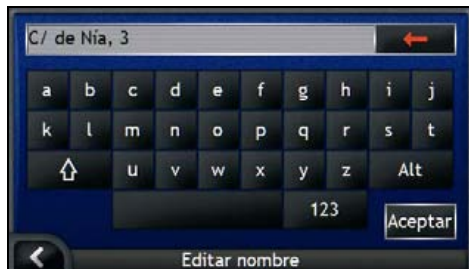 C/ de Nía, 3
a b c d e f g h i j
k l m n o p q r s t
u v w x y z Alt
123
Aceptar
Editar nombre